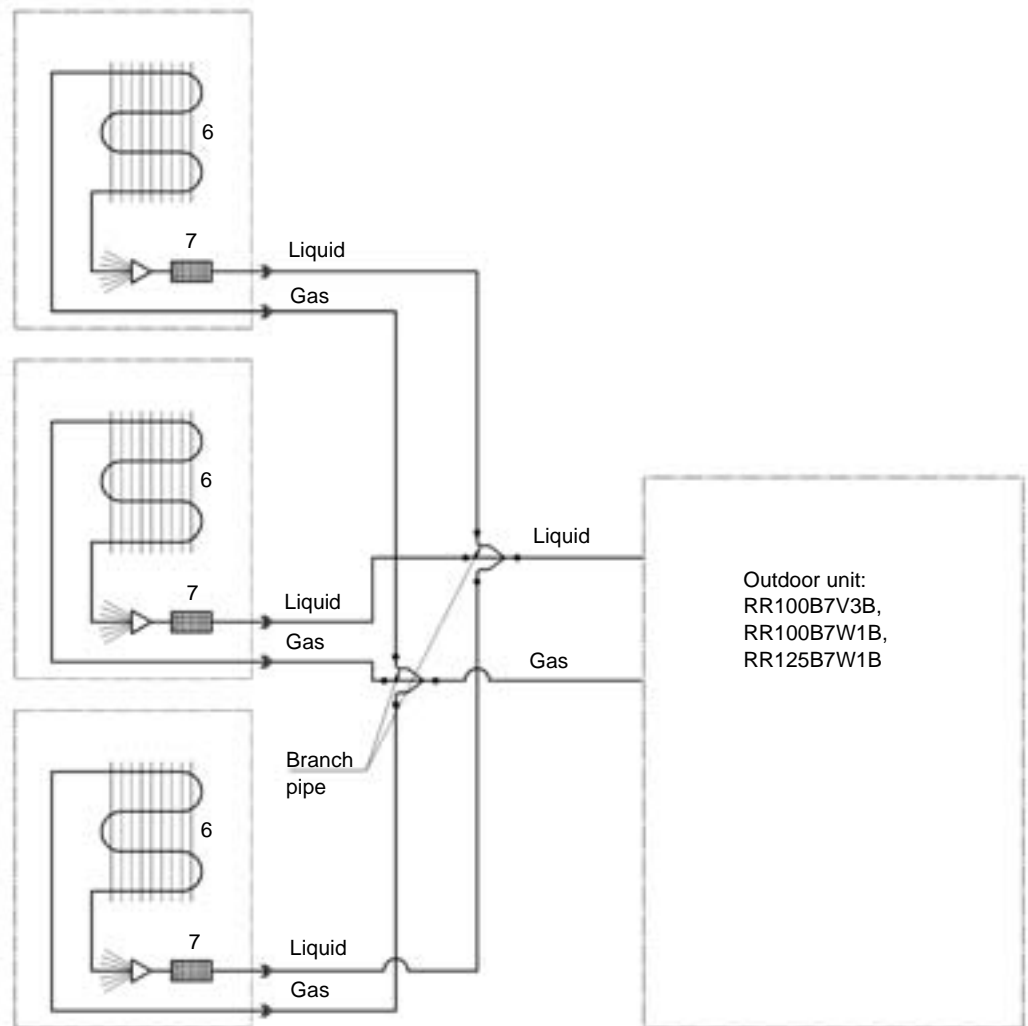 6
7
Liquid
Gas
6
7
Liquid
Gas
Liquid
Gas
Outdoor unit:
RR100B7V3B,
RR100B7W1B,
RR125B7W1B
Branch
pipe
6
7
Liquid
Gas